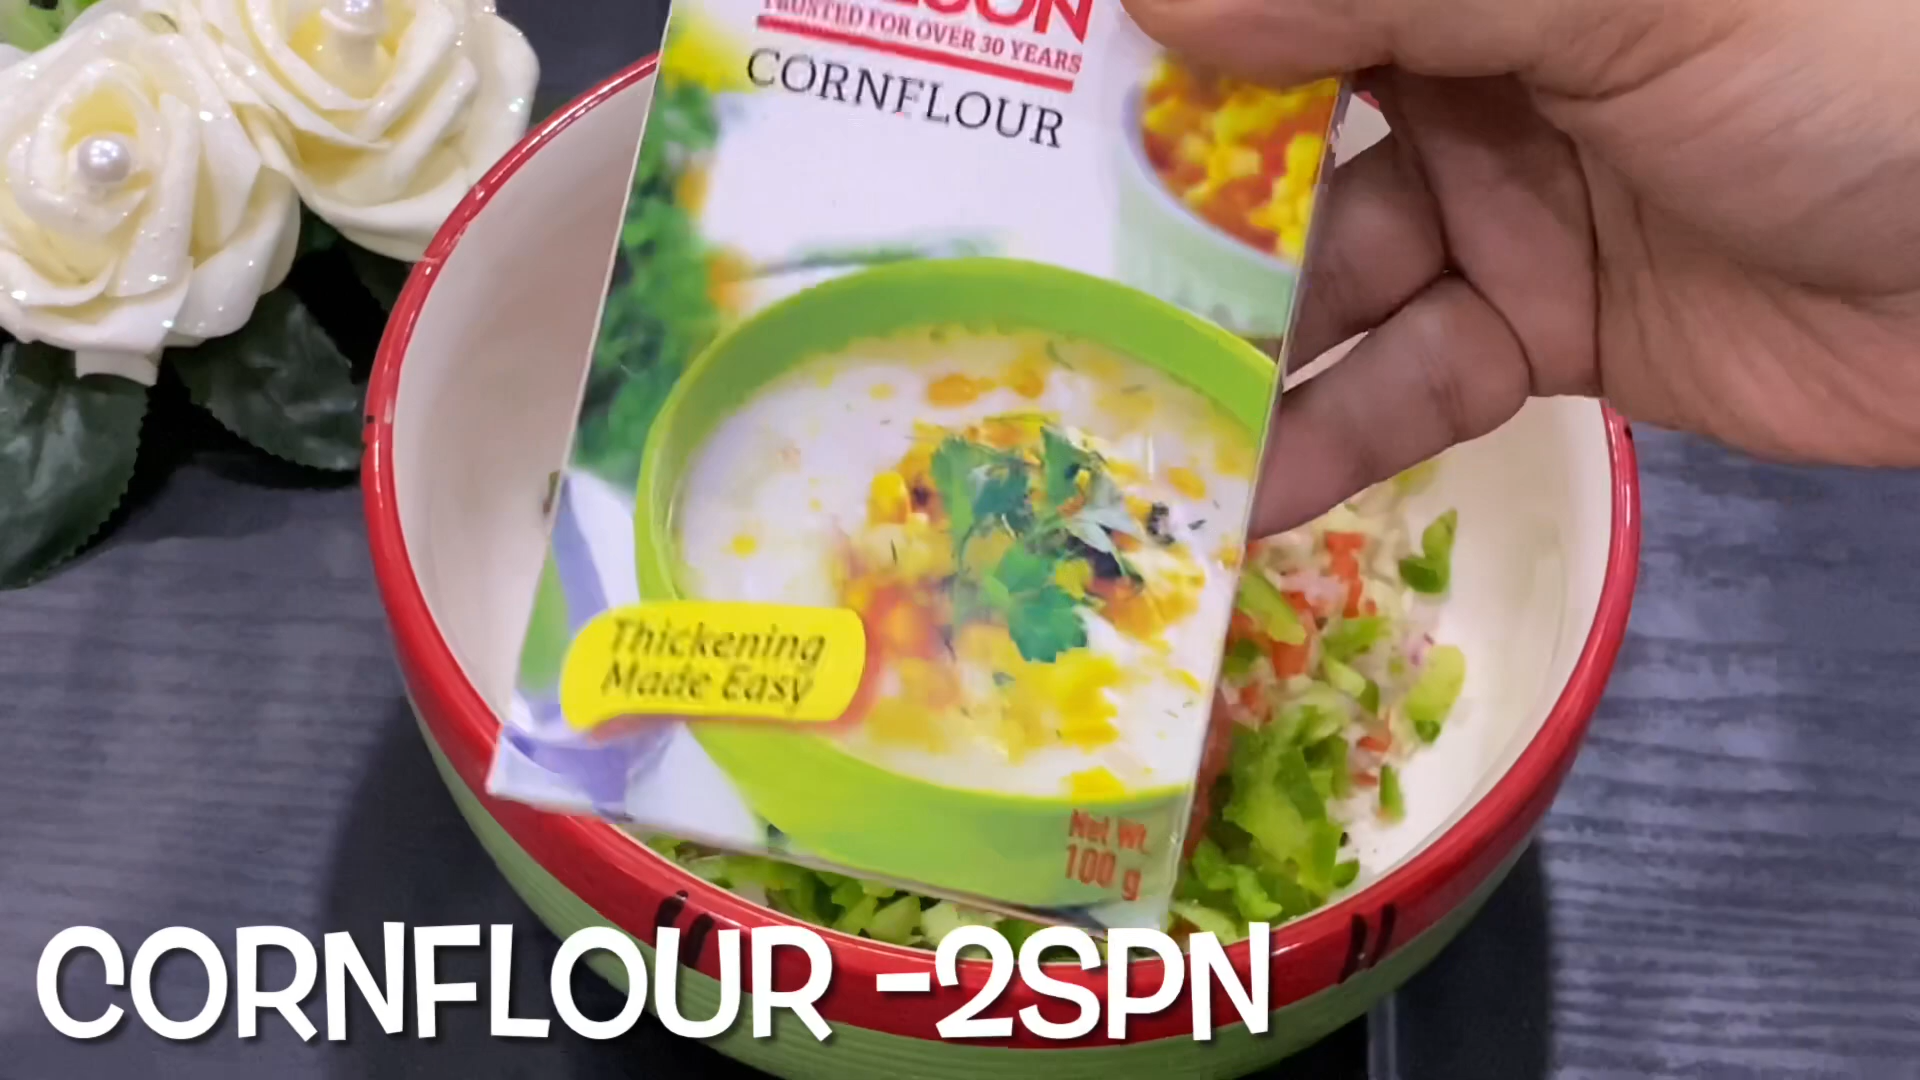 TRUSTED FOR OVER 30 YEARS
CORNFLOUR
Thickening
Made Easy
Net Wt.
100 g
CORNFLOUR -2SPN